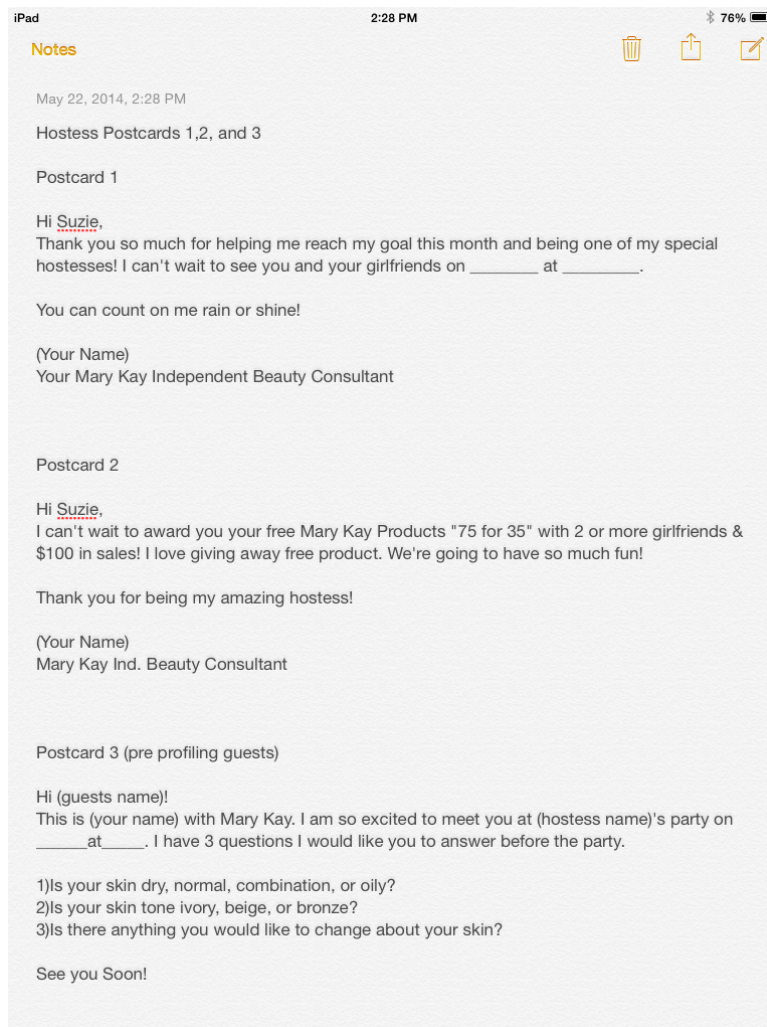 iPad 2:28 PM 76%
Notes
May 22, 2014, 2:28 PM
Hostess Postcards 1,2, and 3
Postcard 1
Hi Suzie,
Thank you so much for helping me reach my goal this month and being one of my special
hostesses! I can't wait to see you and your girlfriends on ________ at _________.
You can count on me rain or shine!
(Your Name)
Your Mary Kay Independent Beauty Consultant
Postcard 2
Hi Suzie,
I can't wait to award you your free Mary Kay Products "75 for 35" with 2 or more girlfriends &
$100 in sales! I love giving away free product. We're going to have so much fun!
Thank you for being my amazing hostess!
(Your Name)
Mary Kay Ind. Beauty Consultant
Postcard 3 (pre profiling guests)
Hi (guests name)!
This is (your name) with Mary Kay. I am so excited to meet you at (hostess name)'s party on
______at_____. I have 3 questions I would like you to answer before the party.
1)Is your skin dry, normal, combination, or oily?
2)Is your skin tone ivory, beige, or bronze?
3)Is there anything you would like to change about your skin?
See you Soon!